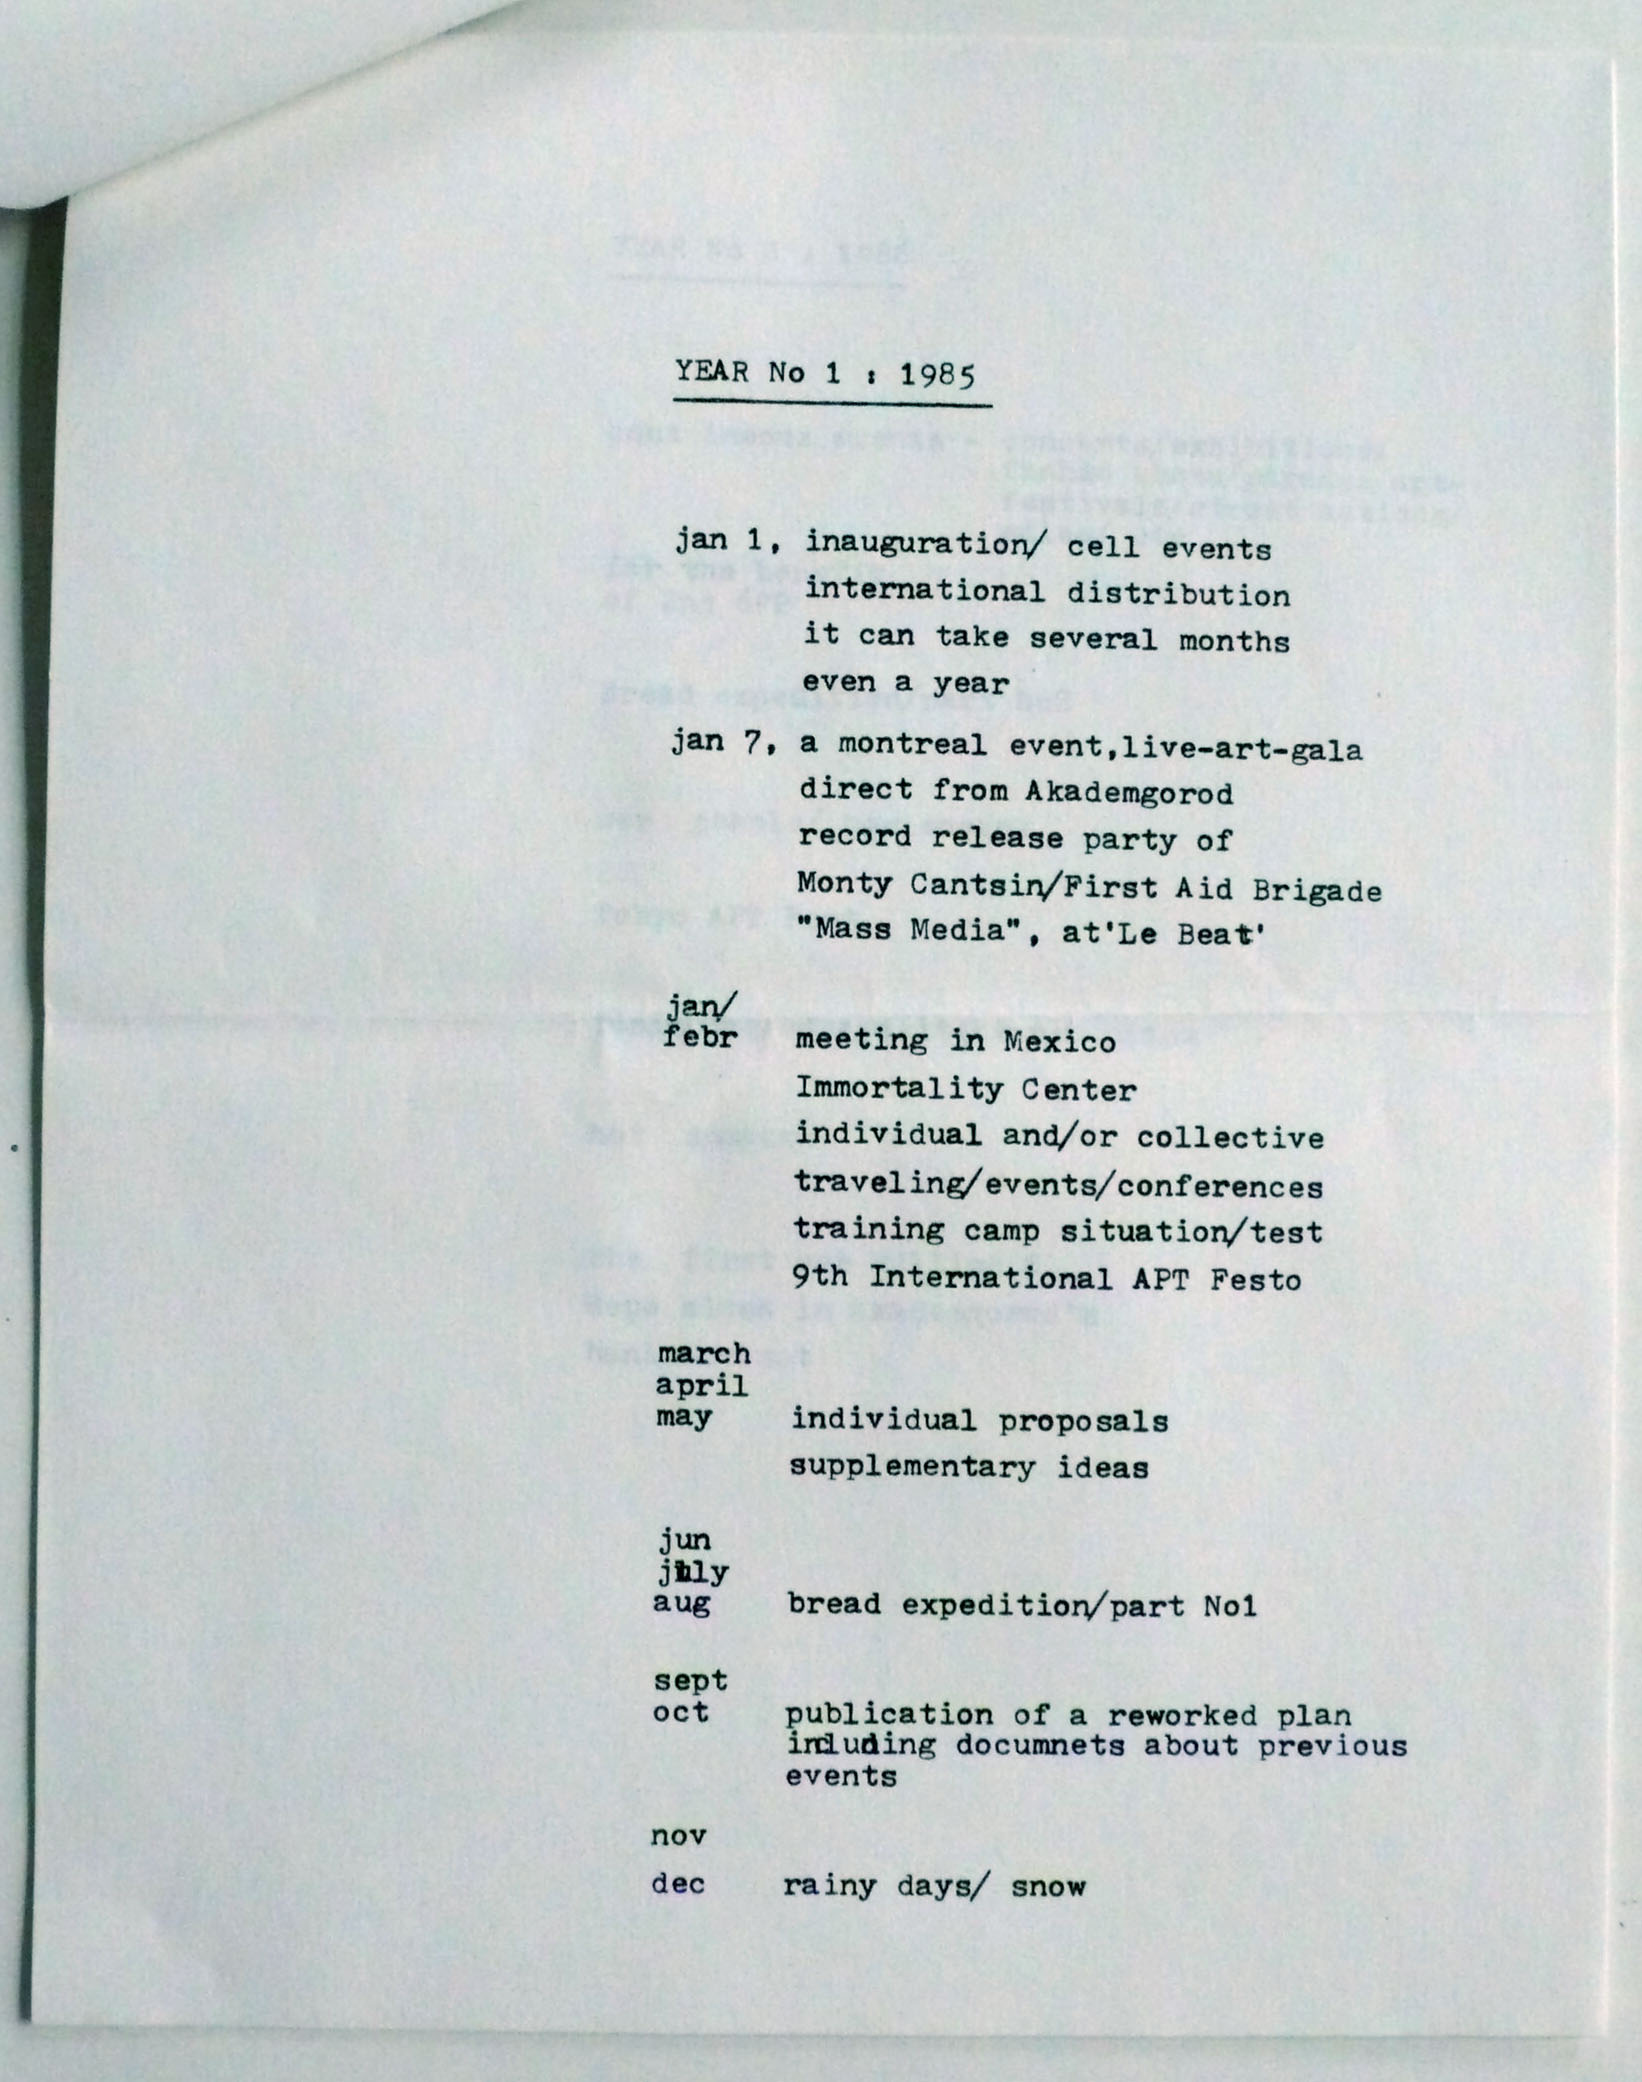 YEAR No 1 : 1985
jan 1, inauguration/ cell events
international distribution
it can take several months
even a year
jan 7, a montreal event,live-art-gala
direct from Akademgorod
record release party of
Monty Cantsin/First Aid Brigade
"Mass Media", at'Le Beat'
jan/
febr meeting in Mexico
Immortality Center
individual and/or collective
traveling/events/conferences
training camp situation/test
9th International APT Festo
march
april
may individual proposals
supplementary ideas
jun
july
aug bread expedition/part No1
sept
oct publication of a reworked plan
including documnets about previous
events
nov
dec rainy days/ snow